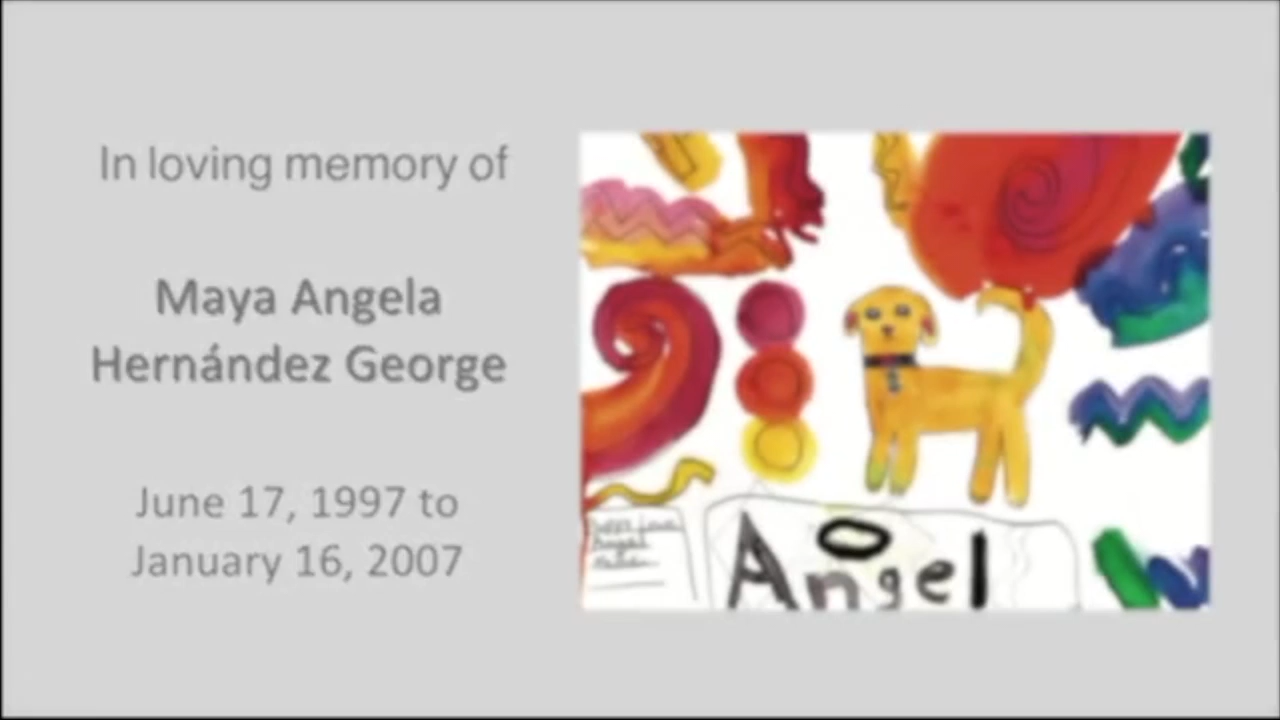 In loving memory of
Maya Angela
Hernández George
June 17, 1997 to
January 16, 2007
Angel